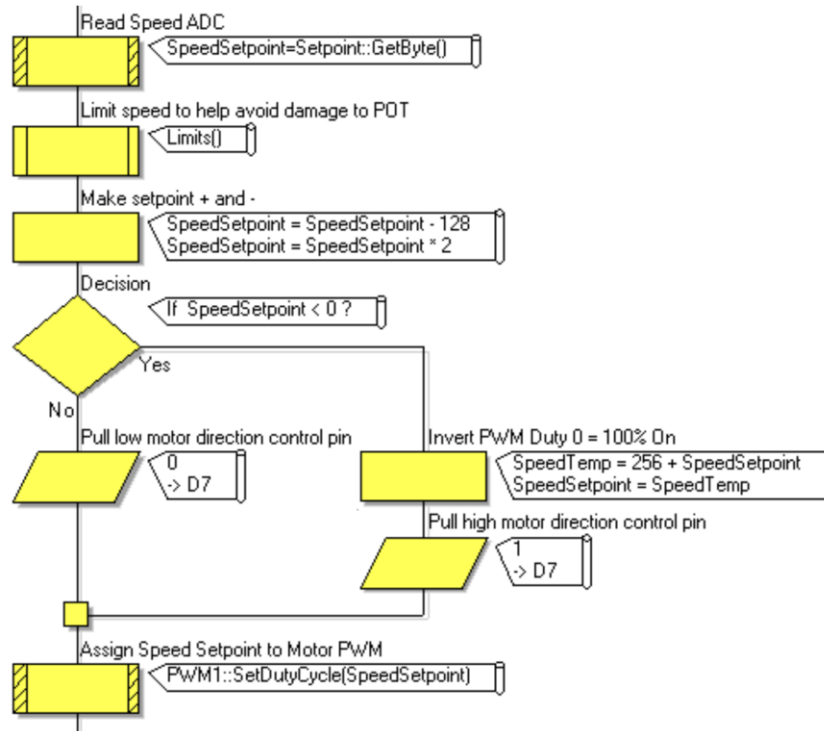 Read Speed ADC
SpeedSetpoint=Setpoint::GetByte()
Limit speed to help avoid damage to POT
Limits()
Make setpoint + and -
SpeedSetpoint = SpeedSetpoint - 128
SpeedSetpoint = SpeedSetpoint * 2
Decision
If SpeedSetpoint < 0 ?
Yes
No
Pull low motor direction control pin
0
-> D7
Invert PWM Duty 0 = 100% On
SpeedTemp = 256 + SpeedSetpoint
SpeedSetpoint = SpeedTemp
Pull high motor direction control pin
1
-> D7
Assign Speed Setpoint to Motor PWM
PWM1::SetDutyCycle(SpeedSetpoint)